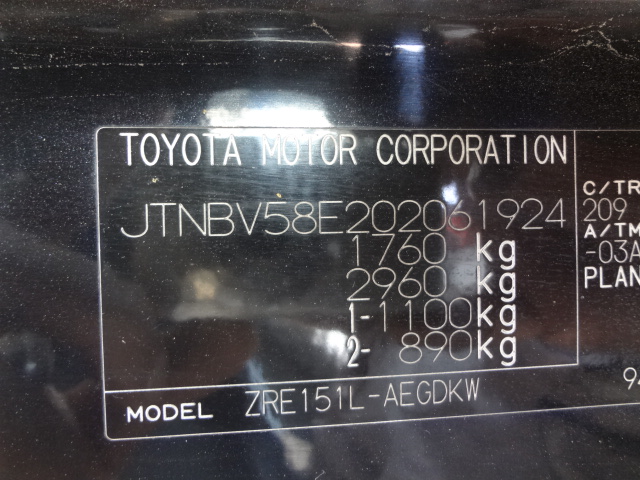 TOYOTA MOTOR CORPORATION
JTNBV58E202061924
1760 kg
2960 kg
1-1100 kg
2- 890 kg
MODEL ZRE151L-AEGDKW
C/TR
209
A/TM
-03A
PLAN
94